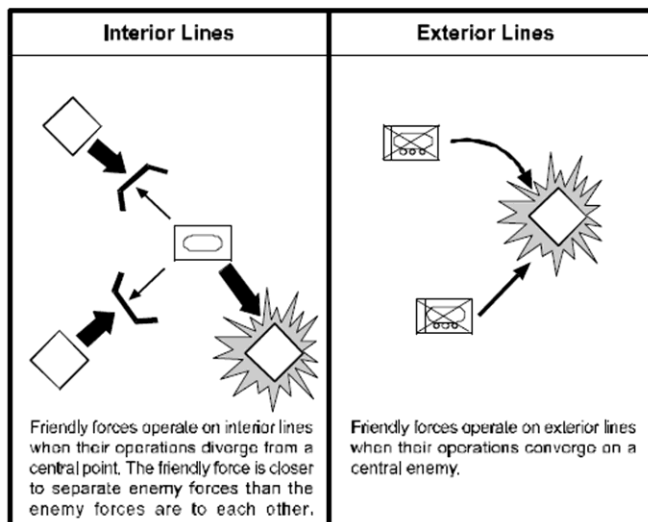 Interior Lines
Exterior Lines
Friendly forces operate on interior lines
when their operations diverge from a
central point. The friendly force is closer
to separate enemy forces than the
enemy forces are to each other.
Friendly forces operate on exterior lines
when their operations converge on a
central enemy.